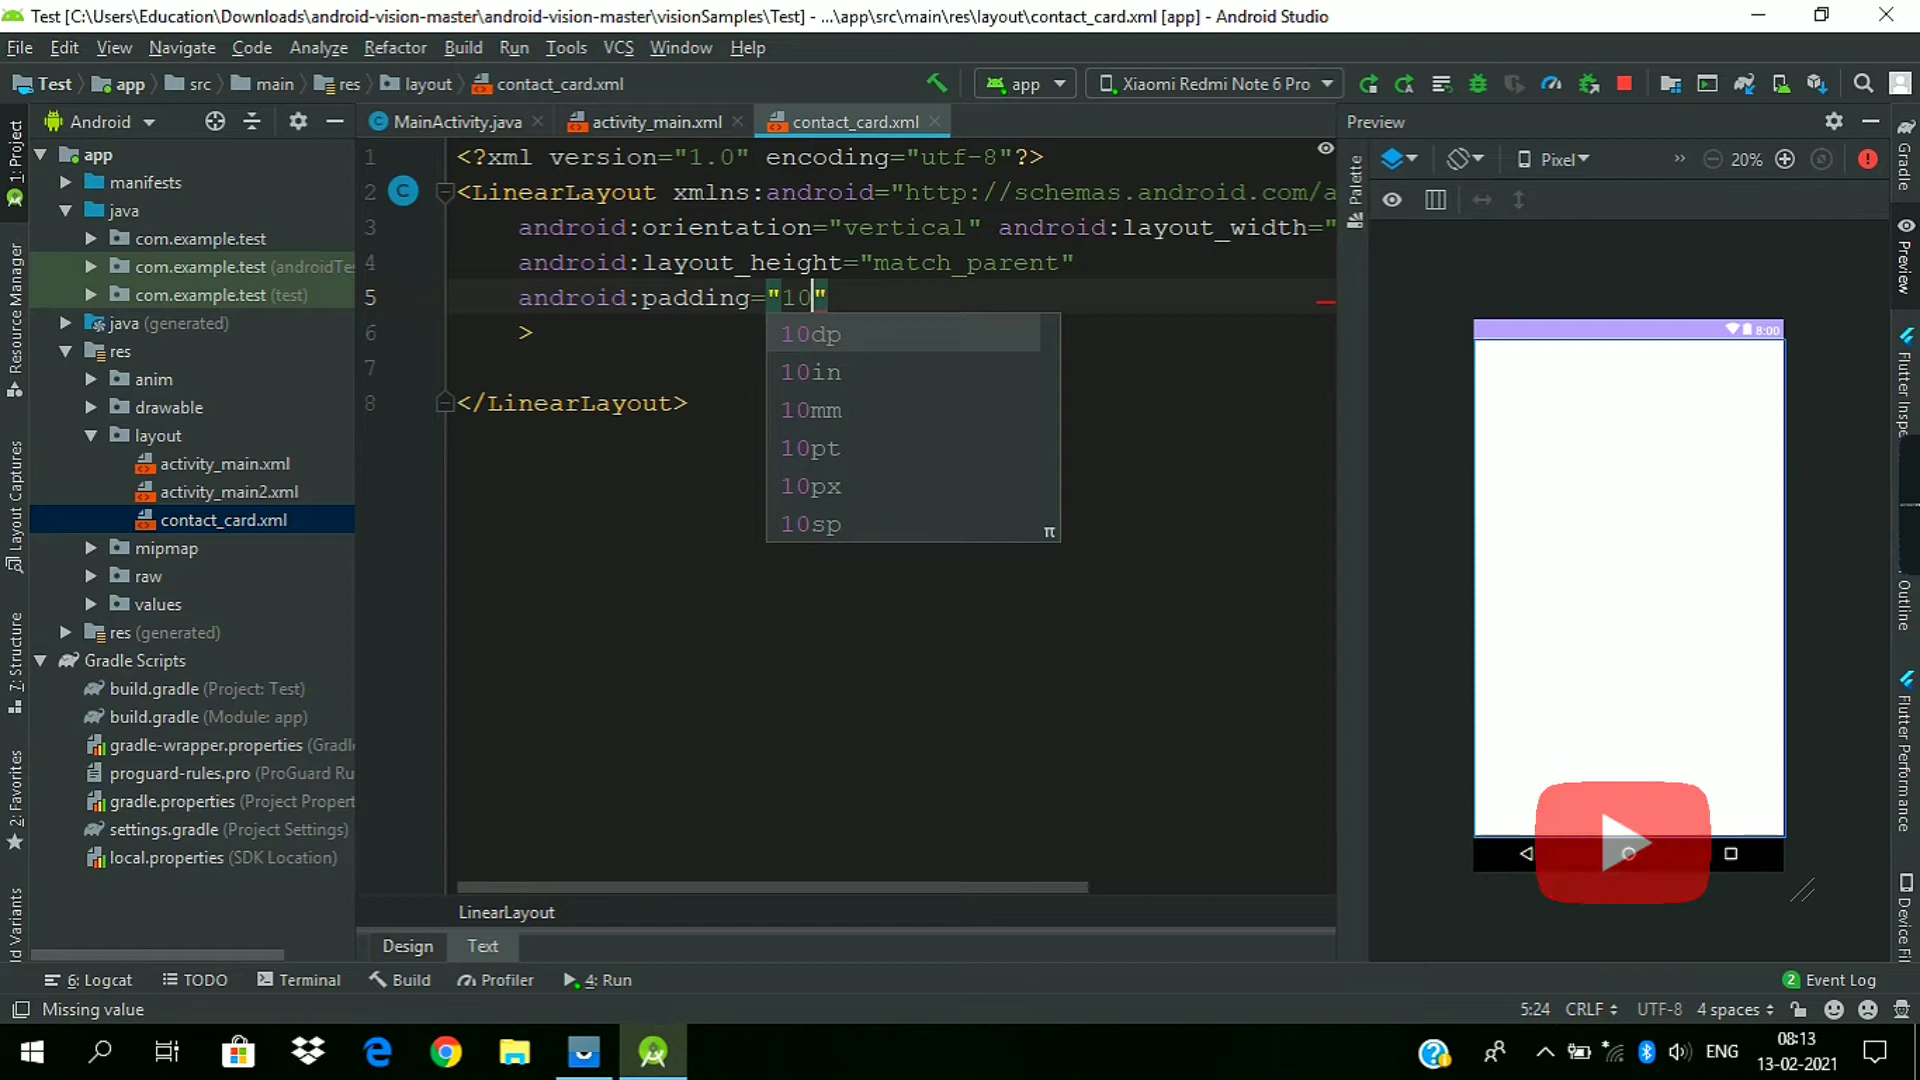 Test [C:\Users\Education\Downloads\android-vision-master\android-vision-master\visionSamples\Test] - ...\app\src\main\res\layout\contact_card.xml [app] - Android Studio
File Edit View Navigate Code Analyze Refactor Build Run Tools VCS Window Help
Test app src main res layout contact_card.xml app Xiaomi Redmi Note 6 Pro
Android MainActivity.java activity_main.xml contact_card.xml Preview
1: Project
Resource Manager
Layout Captures
7: Structure
2: Favorites
ld Variants
app
manifests
java
com.example.test
com.example.test (androidTe
com.example.test (test)
java (generated)
res
anim
drawable
layout
activity_main.xml
activity_main2.xml
contact_card.xml
mipmap
raw
values
res (generated)
Gradle Scripts
build.gradle (Project: Test)
build.gradle (Module: app)
gradle-wrapper.properties (Gradl
proguard-rules.pro (ProGuard Ru
gradle.properties (Project Propert
settings.gradle (Project Settings)
local.properties (SDK Location)
1 <?xml version="1.0" encoding="utf-8"?>
2 C <LinearLayout xmlns:android="http://schemas.android.com/a
3 android:orientation="vertical" android:layout_width="
4 android:layout_height="match_parent"
5 android:padding="10"
6 >
7
8 </LinearLayout>
10dp
10in
10mm
10pt
10px
10sp
π
LinearLayout
Design Text
Palette
Pixel » 20%
8:00
Gradle
Preview
Flutter Inspe
Outline
Flutter Performance
Device Fi
6: Logcat TODO Terminal Build Profiler 4: Run 2 Event Log
Missing value 5:24 CRLF UTF-8 4 spaces
ENG 08:13
13-02-2021